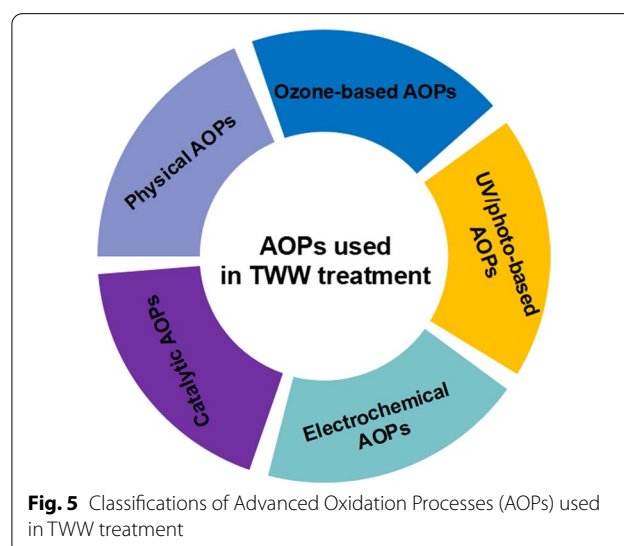 Ozone-based AOPs
Physical AOPs
UV/photo-based
AOPs
AOPs used
in TWW treatment
Catalytic AOPs
Electrochemical
AOPs
Fig. 5 Classifications of Advanced Oxidation Processes (AOPs) used
in TWW treatment